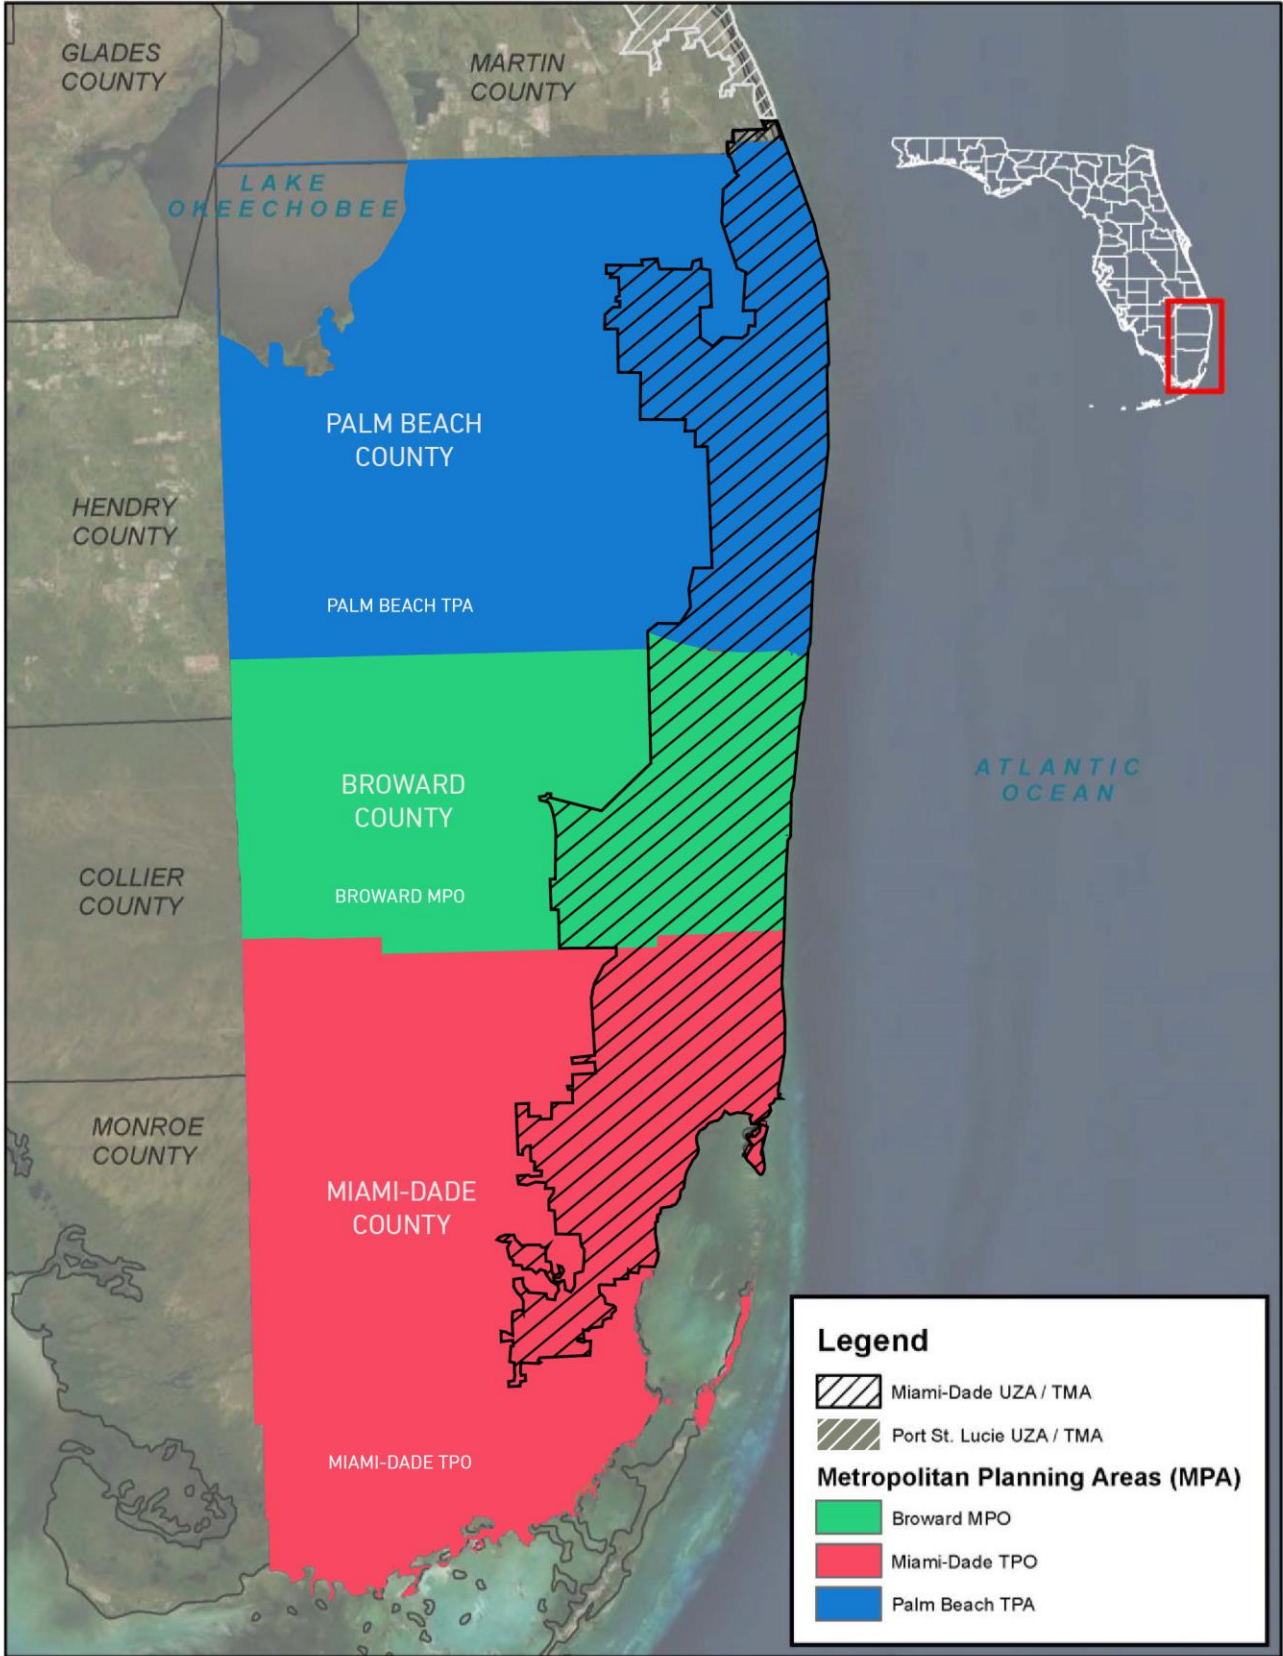 GLADES
COUNTY
MARTIN
COUNTY
LAKE
OKEECHOBEE
PALM BEACH
COUNTY
HENDRY
COUNTY
PALM BEACH TPA
ATLANTIC
OCEAN
BROWARD
COUNTY
COLLIER
COUNTY
BROWARD MPO
MONROE
COUNTY
MIAMI-DADE
COUNTY
MIAMI-DADE TPO
Legend
Miami-Dade UZA / TMA
Port St. Lucie UZA / TMA
Metropolitan Planning Areas (MPA)
Broward MPO
Miami-Dade TPO
Palm Beach TPA